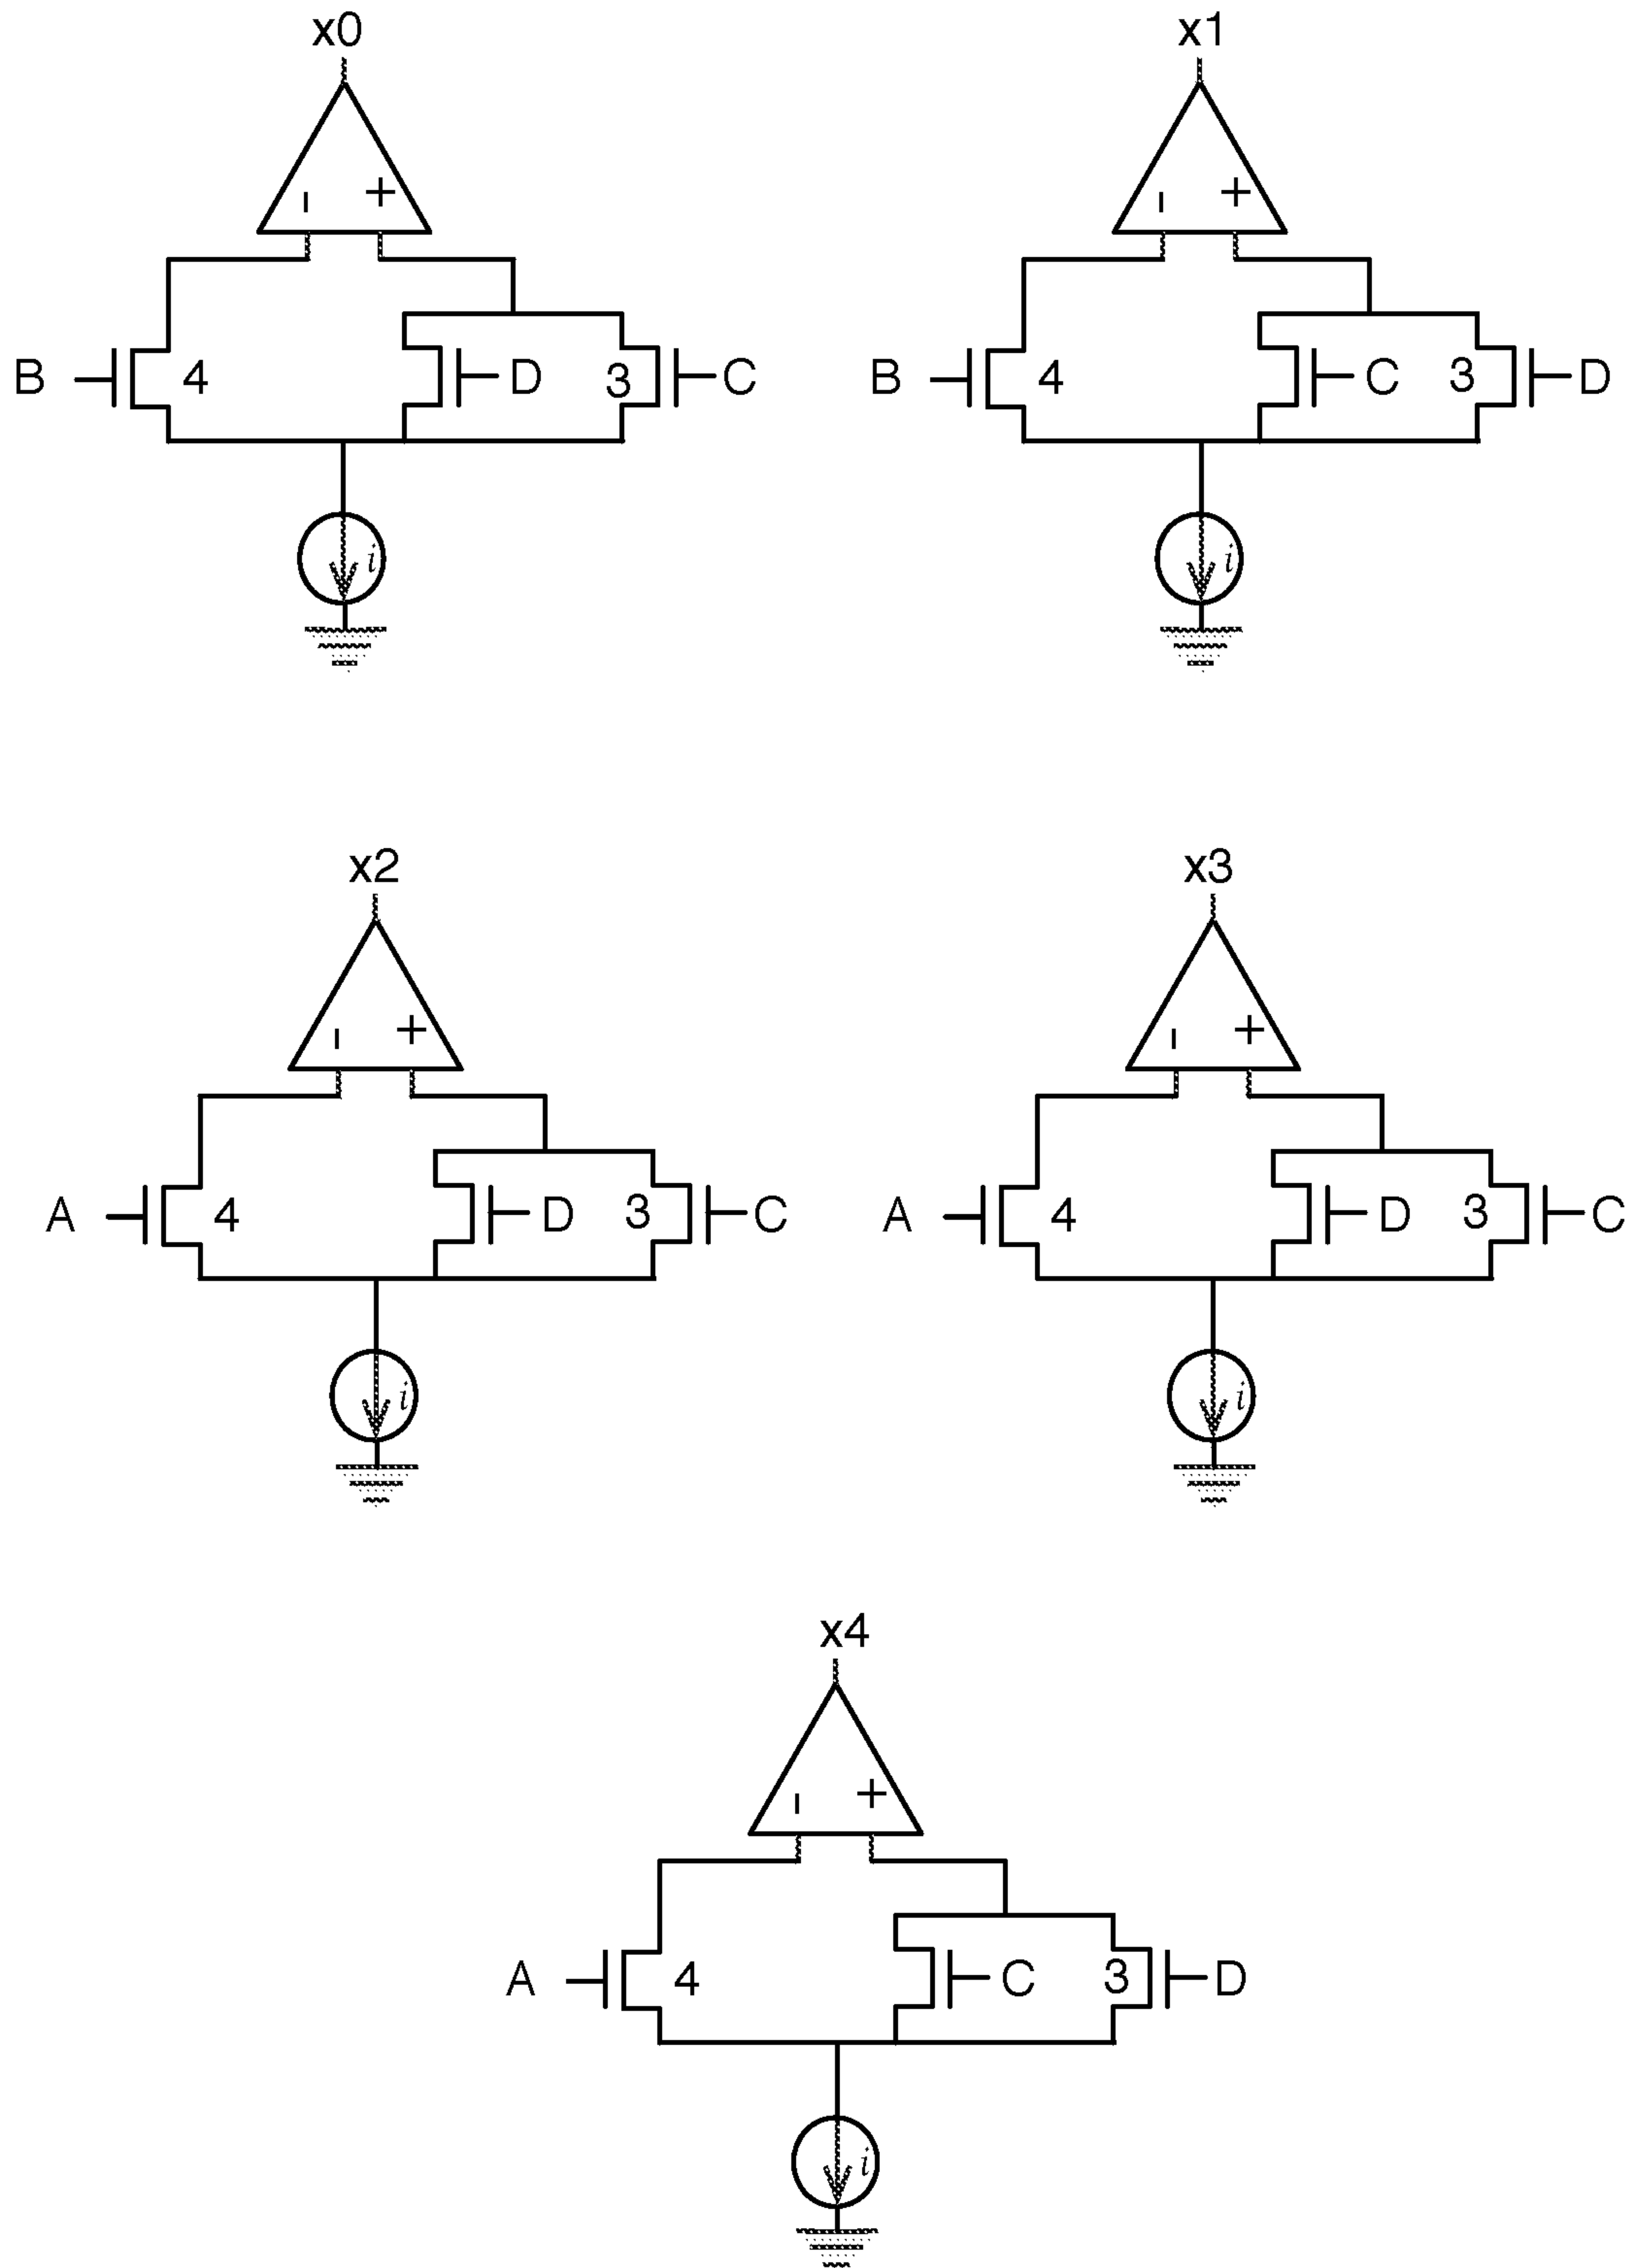 x0 x1
- + - +
B 4 D 3 C B 4 C 3 D
i i
x2 x3
- + - +
A 4 D 3 C A 4 D 3 C
i i
x4
- +
A 4 C 3 D
i